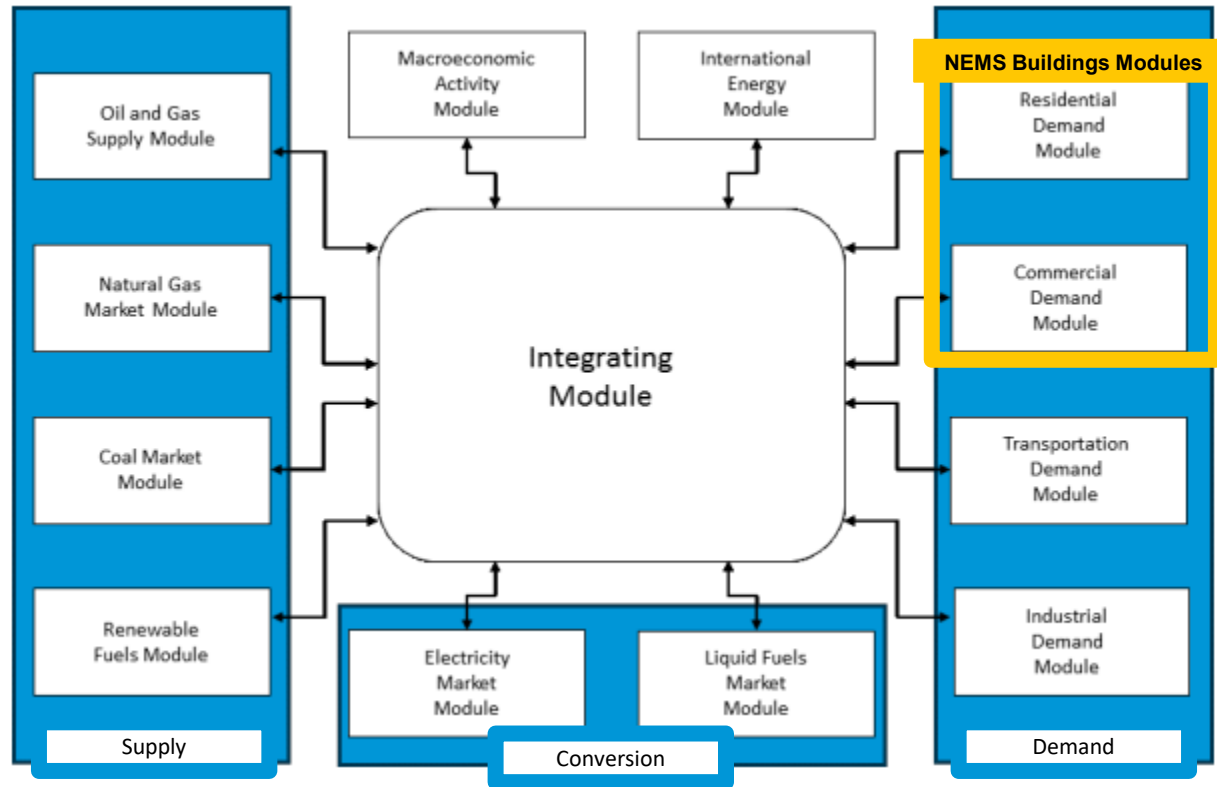 Macroeconomic
Activity
Module
International
Energy
Module
NEMS Buildings Modules
Oil and Gas
Supply Module
Residential
Demand
Module
Natural Gas
Market Module
Commercial
Demand
Module
Integrating
Module
Coal Market
Module
Transportation
Demand
Module
Renewable
Fuels Module
Electricity
Market
Module
Liquid Fuels
Market
Module
Industrial
Demand
Module
Supply
Conversion
Demand